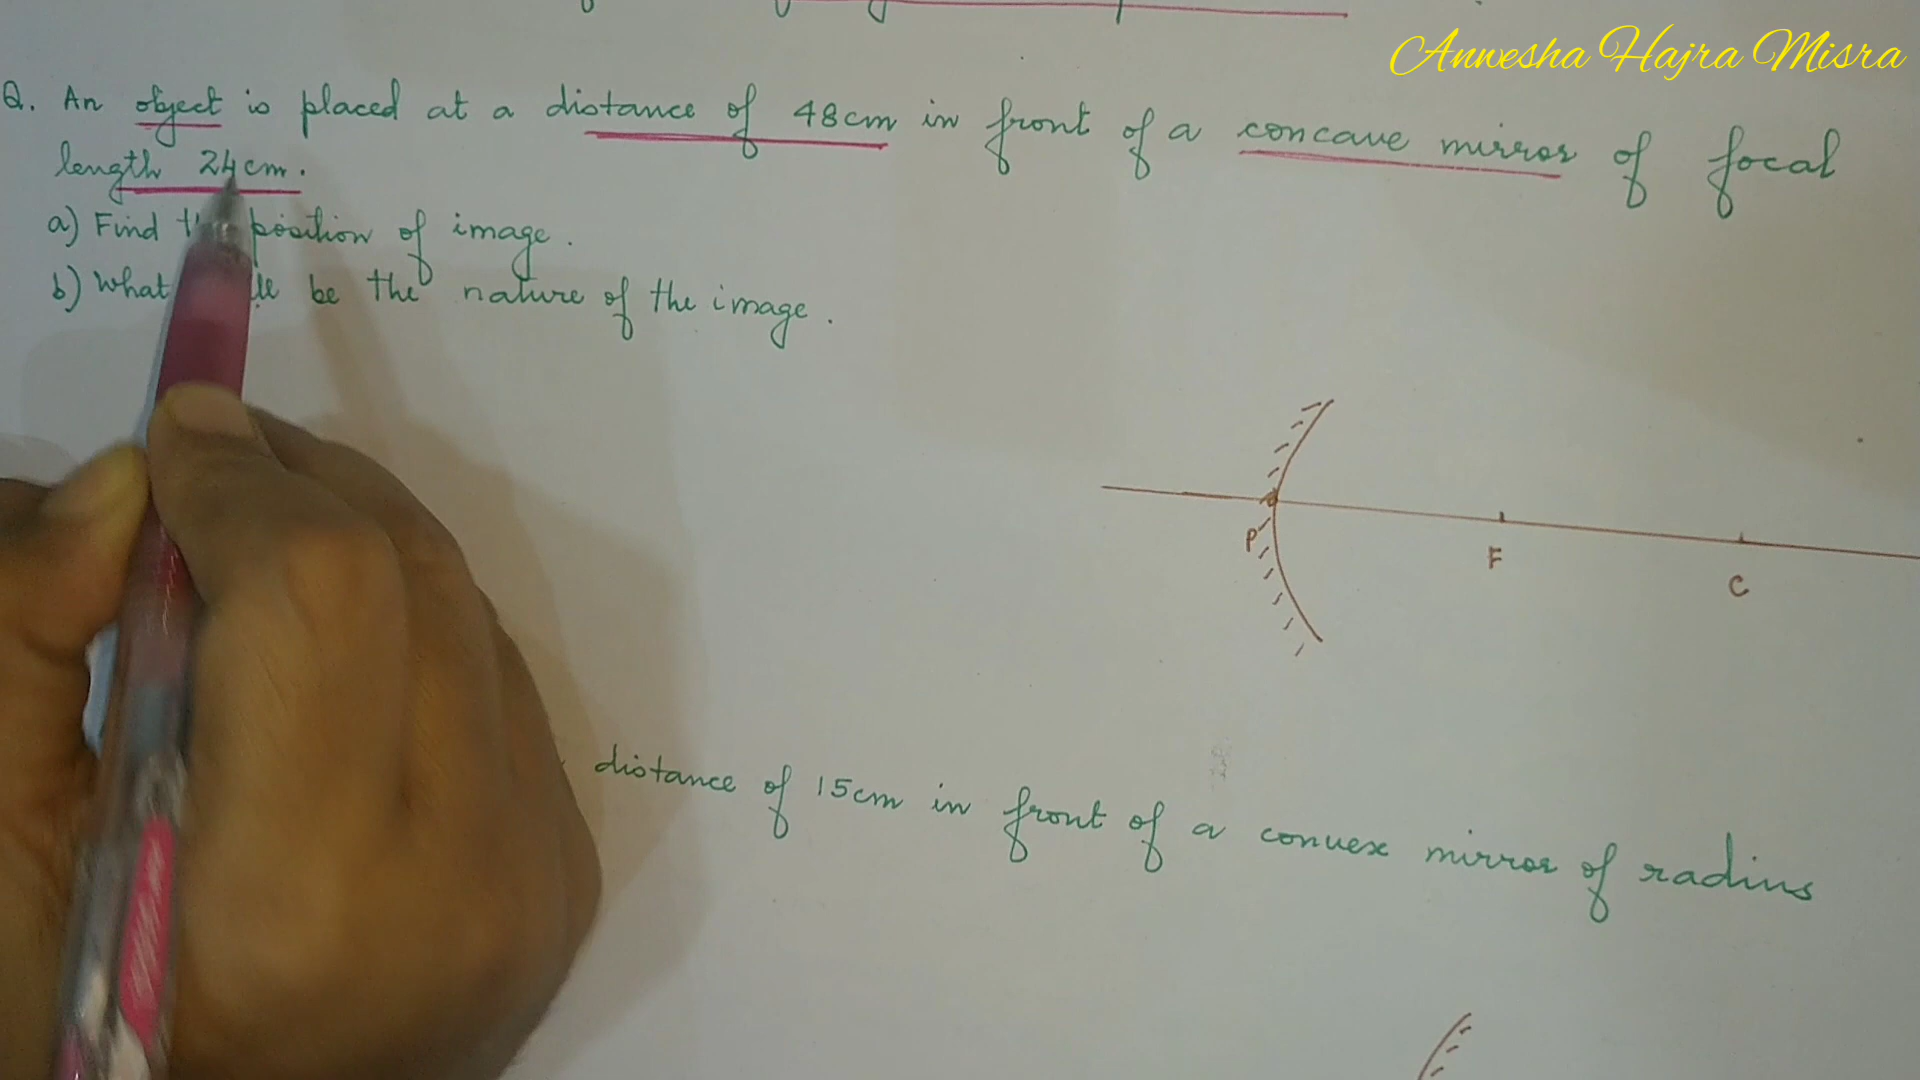 Anwesha Hajra Misra
Q. An object is placed at a distance of 48cm in front of a concave mirror of focal
length 24cm.
a) Find position of image.
b) What be the nature of the image.
P
F
C
distance of 15cm in front of a convex mirror of radius